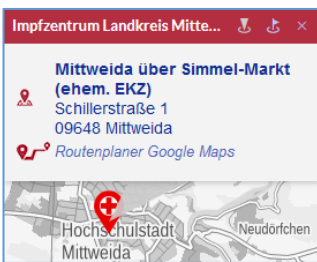 Impfzentrum Landkreis Mitte...
Mittweida über Simmel-Markt
(ehem. EKZ)
Schillerstraße 1
09648 Mittweida
Routenplaner Google Maps
Hochschulstadt
Mittweida
Neudörfchen